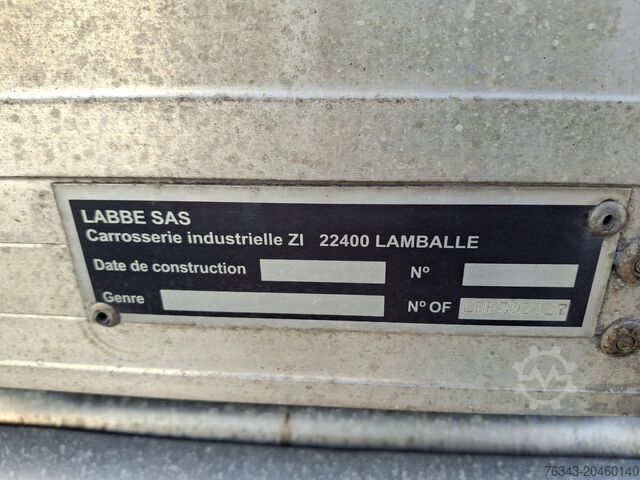 LABBE SAS
Carrosserie industrielle ZI 22400 LAMBALLE
Date de construction N°
Genre N° OF
76343-20460140